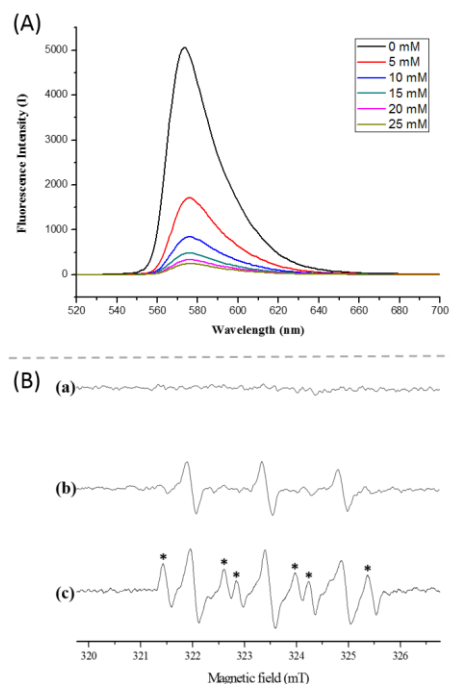 (A)
Fluorescence Intensity (I)
5000
4000
3000
2000
1000
0
0 mM
5 mM
10 mM
15 mM
20 mM
25 mM
520 540 560 580 600 620 640 660 680 700
Wavelength (nm)
(B)
(a)
(b)
(c)
* * * * * *
320 321 322 323 324 325 326
Magnetic field (mT)